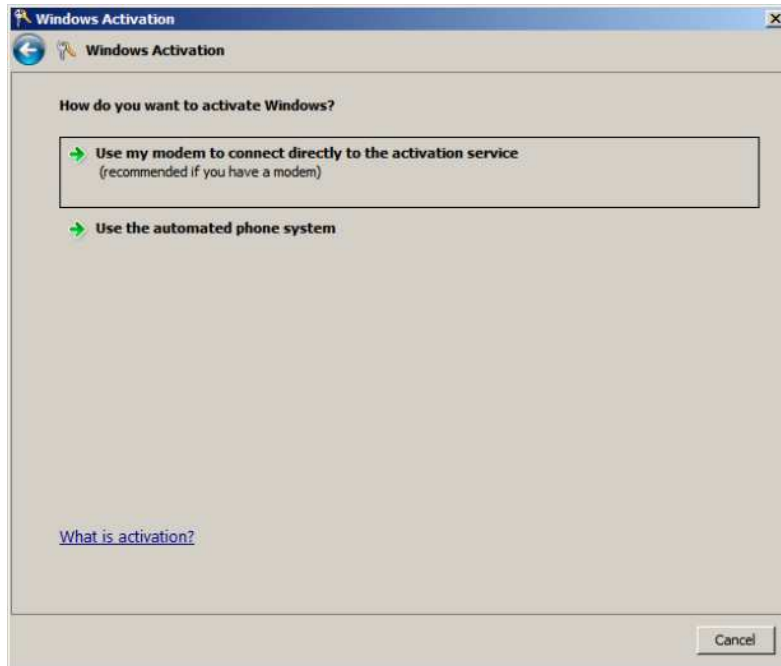 Windows Activation
Windows Activation
How do you want to activate Windows?
Use my modem to connect directly to the activation service
(recommended if you have a modem)
Use the automated phone system
What is activation?
Cancel